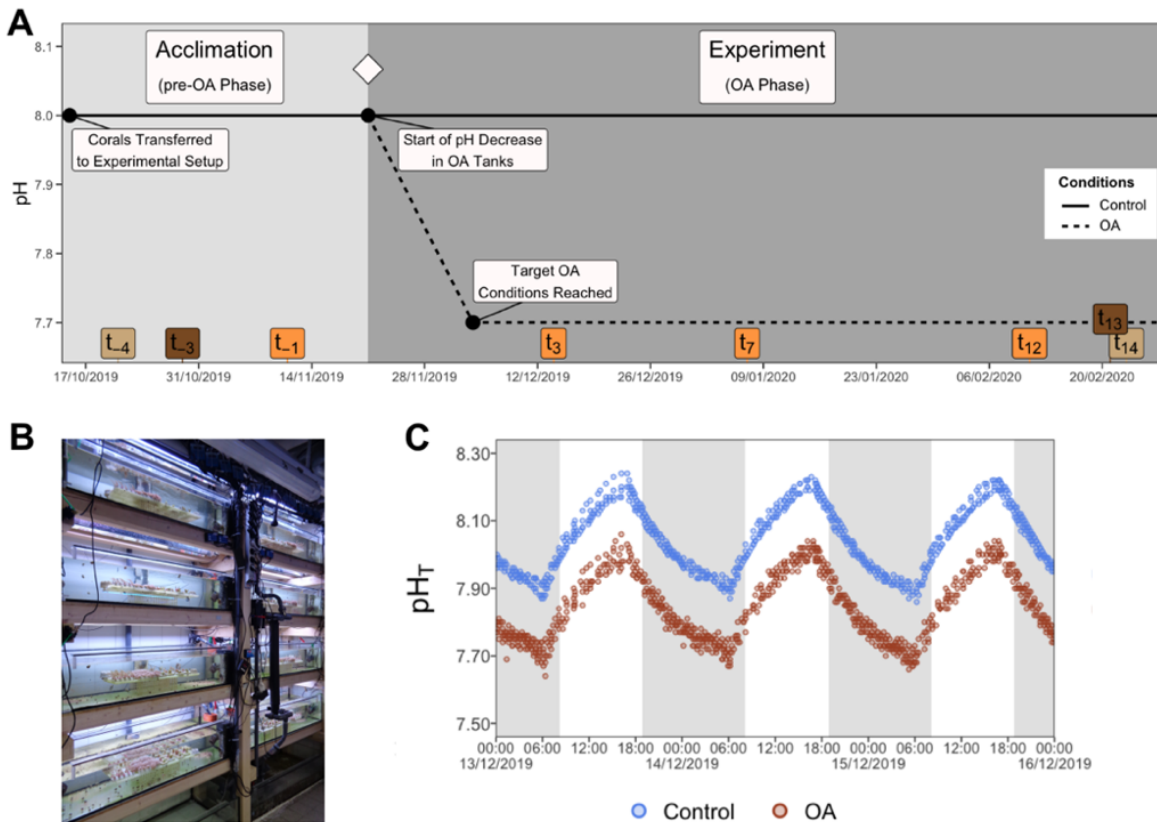 A
Acclimation
(pre-OA Phase)
Experiment
(OA Phase)
Corals Transferred
to Experimental Setup
Start of pH Decrease
in OA Tanks
Target OA
Conditions Reached
Conditions
Control
OA
pH
8.1
8.0
7.9
7.8
7.7
t−4
t−3
t−1
t3
t7
t12
t13
t14
17/10/2019 31/10/2019 14/11/2019 28/11/2019 12/12/2019 26/12/2019 09/01/2020 23/01/2020 06/02/2020 20/02/2020
B
C
pHT
8.30
8.10
7.90
7.70
7.50
00:00 06:00 12:00 18:00 00:00 06:00 12:00 18:00 00:00 06:00 12:00 18:00 00:00
13/12/2019 14/12/2019 15/12/2019 16/12/2019
Control OA